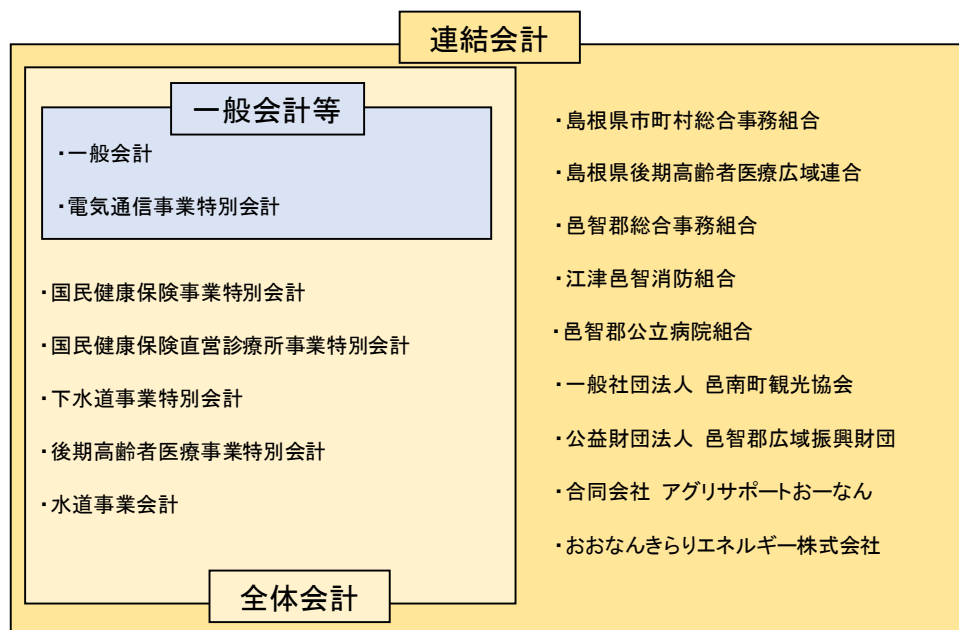 連結会計
一般会計等
・一般会計
・電気通信事業特別会計
・国民健康保険事業特別会計
・国民健康保険直営診療所事業特別会計
・下水道事業特別会計
・後期高齢者医療事業特別会計
・水道事業会計
全体会計
・島根県市町村総合事務組合
・島根県後期高齢者医療広域連合
・邑智郡総合事務組合
・江津邑智消防組合
・邑智郡公立病院組合
・一般社団法人 邑南町観光協会
・公益財団法人 邑智郡広域振興財団
・合同会社 アグリサポートおーなん
・おおなんきらりエネルギー株式会社